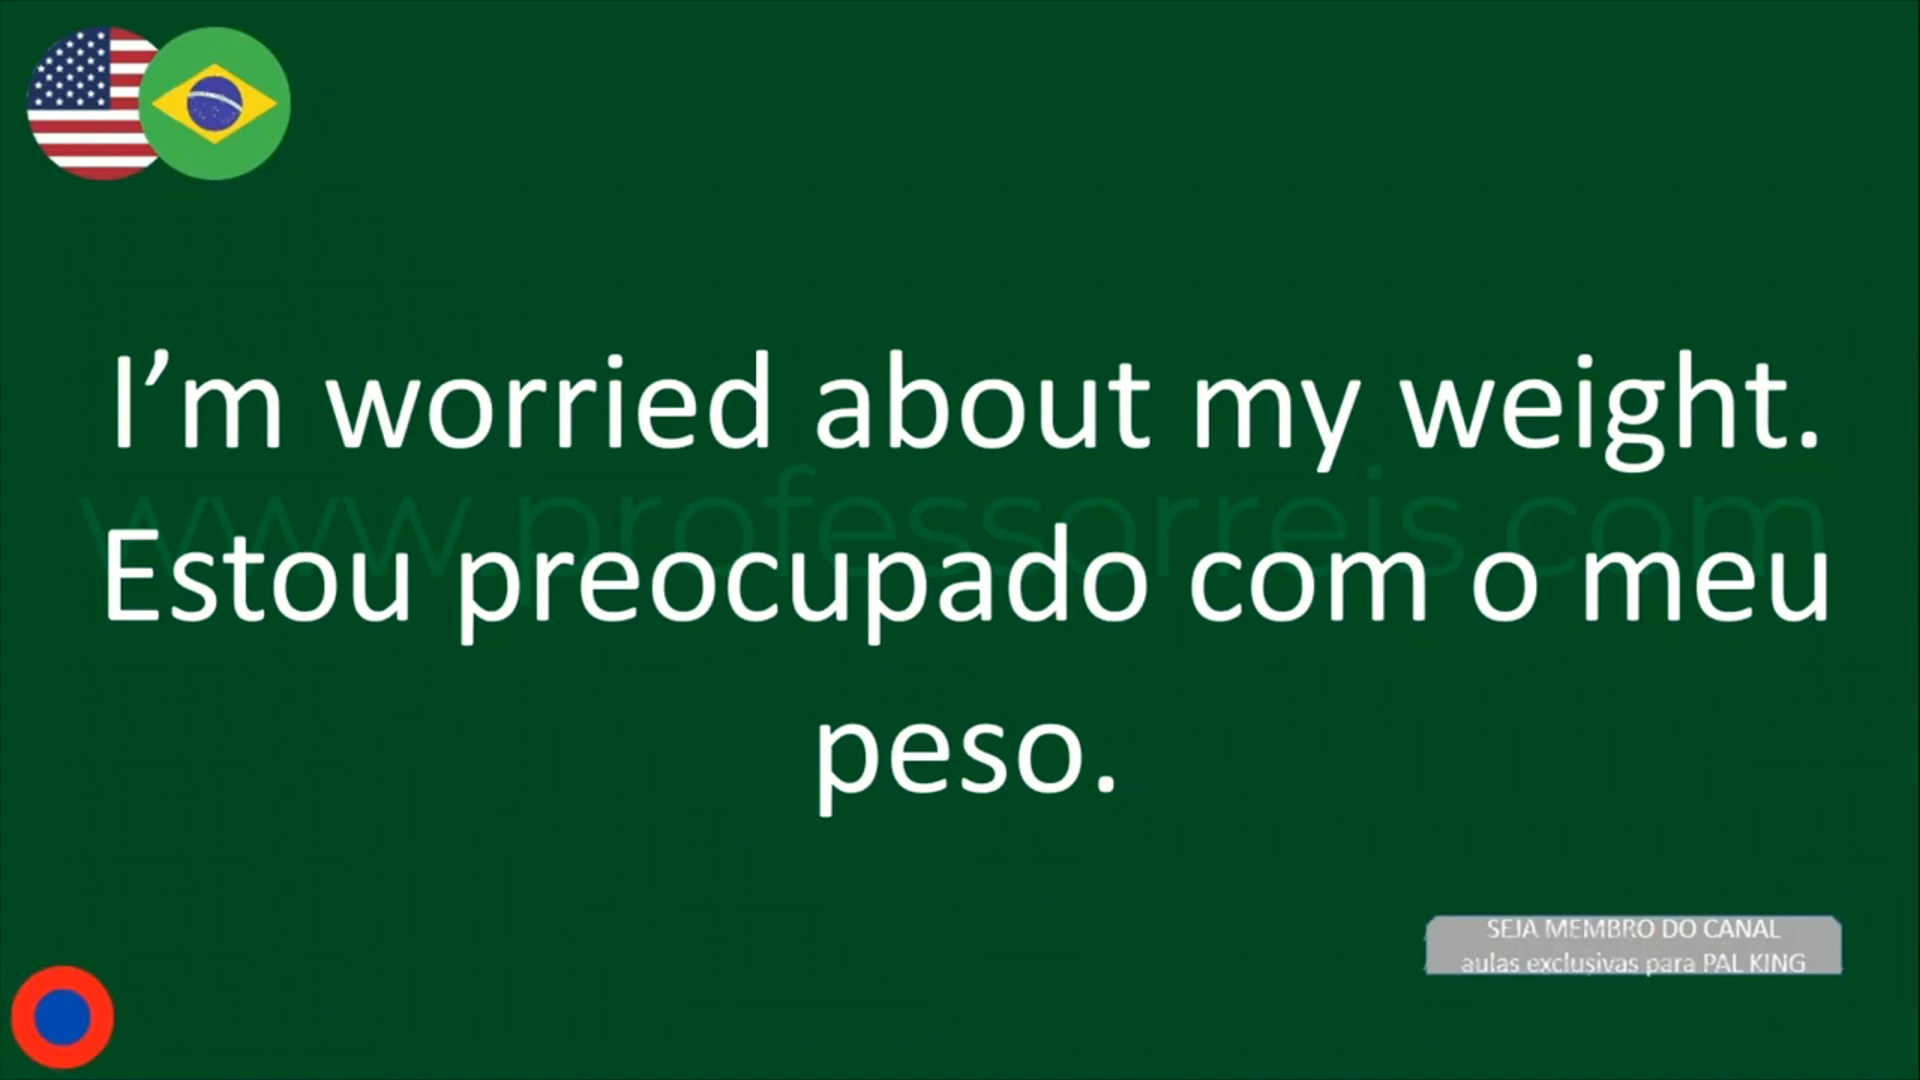 I’m worried about my weight.
www.professorreis.com
Estou preocupado com o meu
peso.
SEJA MEMBRO DO CANAL
aulas exclusivas para PAL KING